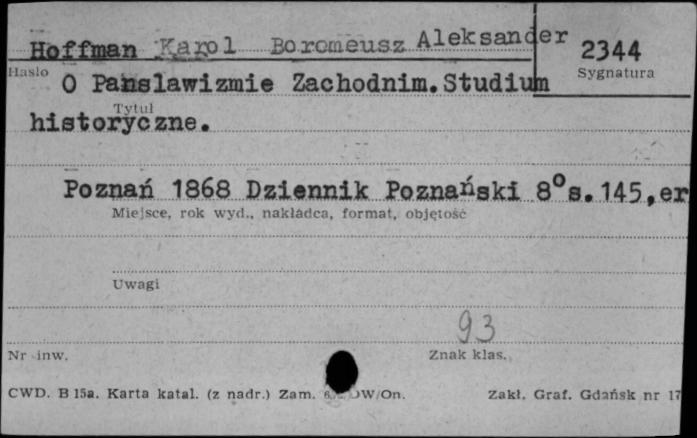 Hoffman Karol Boromeusz Aleksander
2344
Hasło
Sygnatura
O Panslawizmie Zachodnim. Studium
Tytuł
historyczne.
Poznań 1868 Dziennik Poznański 8° s. 145, er
Miejsce, rok wyd., nakładca, format, objętość
Uwagi
93
Nr inw.
Znak klas.
CWD. B 15a. Karta katal. (z nadr.) Zam. OW/On.
Zakł. Graf. Gdańsk nr 17